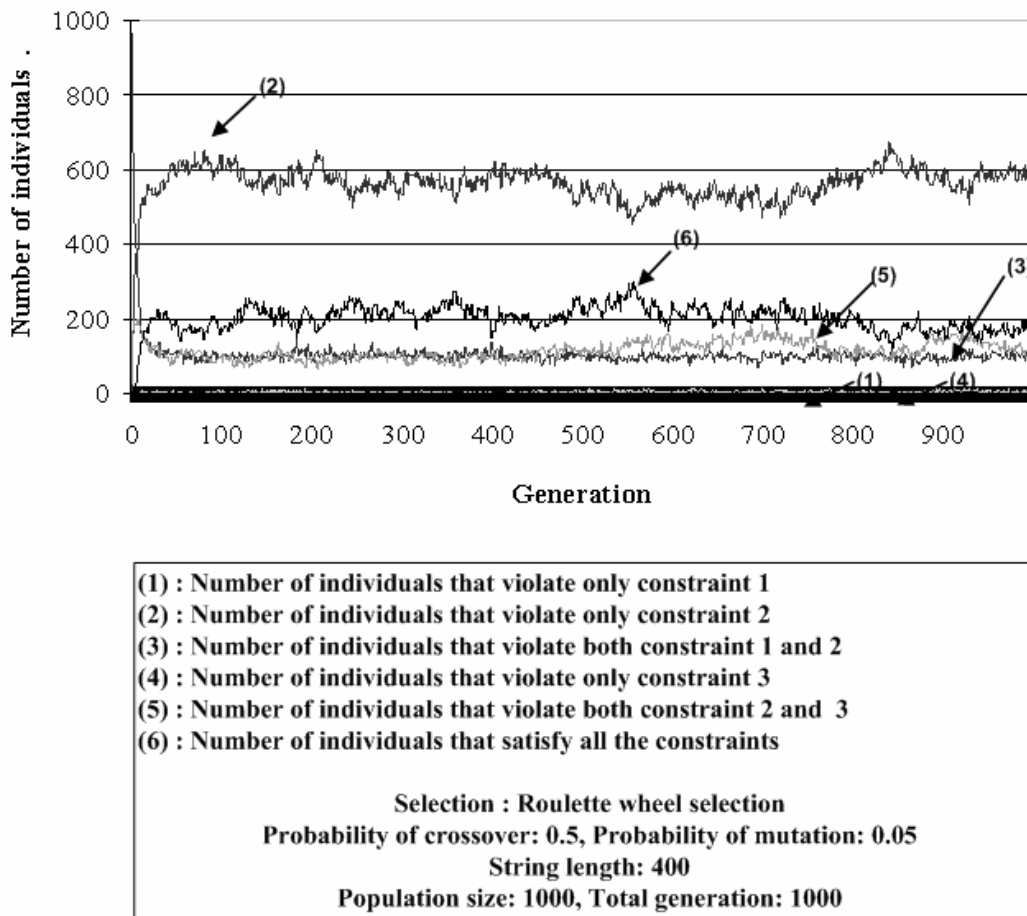 1000
800
600
400
200
0
Number of individuals .
(2)
(6)
(5)
(3)
(1)
(4)
0 100 200 300 400 500 600 700 800 900
Generation
(1) : Number of individuals that violate only constraint 1
(2) : Number of individuals that violate only constraint 2
(3) : Number of individuals that violate both constraint 1 and 2
(4) : Number of individuals that violate only constraint 3
(5) : Number of individuals that violate both constraint 2 and 3
(6) : Number of individuals that satisfy all the constraints
Selection : Roulette wheel selection
Probability of crossover: 0.5, Probability of mutation: 0.05
String length: 400
Population size: 1000, Total generation: 1000